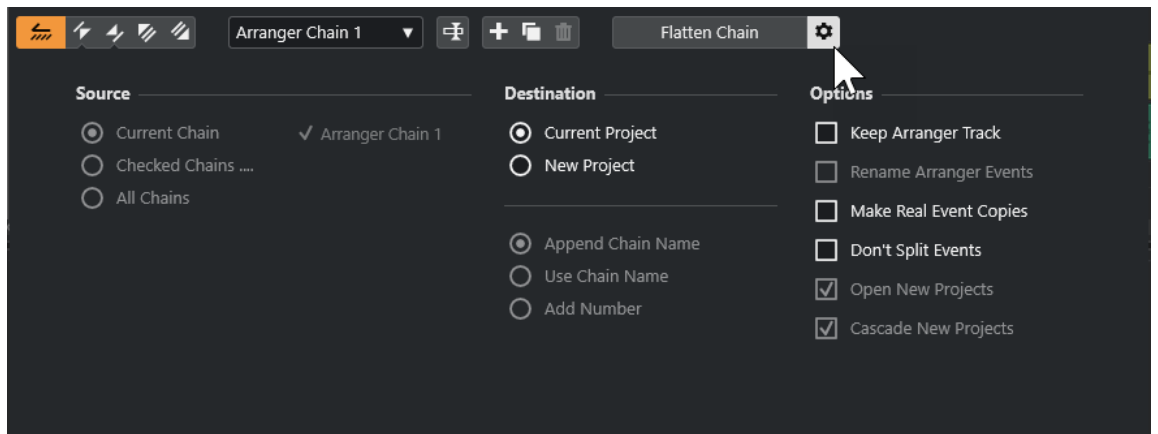 Arranger Chain 1
Flatten Chain
Source
Current Chain
Arranger Chain 1
Checked Chains ....
All Chains
Destination
Current Project
New Project
Append Chain Name
Use Chain Name
Add Number
Options
Keep Arranger Track
Rename Arranger Events
Make Real Event Copies
Don't Split Events
Open New Projects
Cascade New Projects